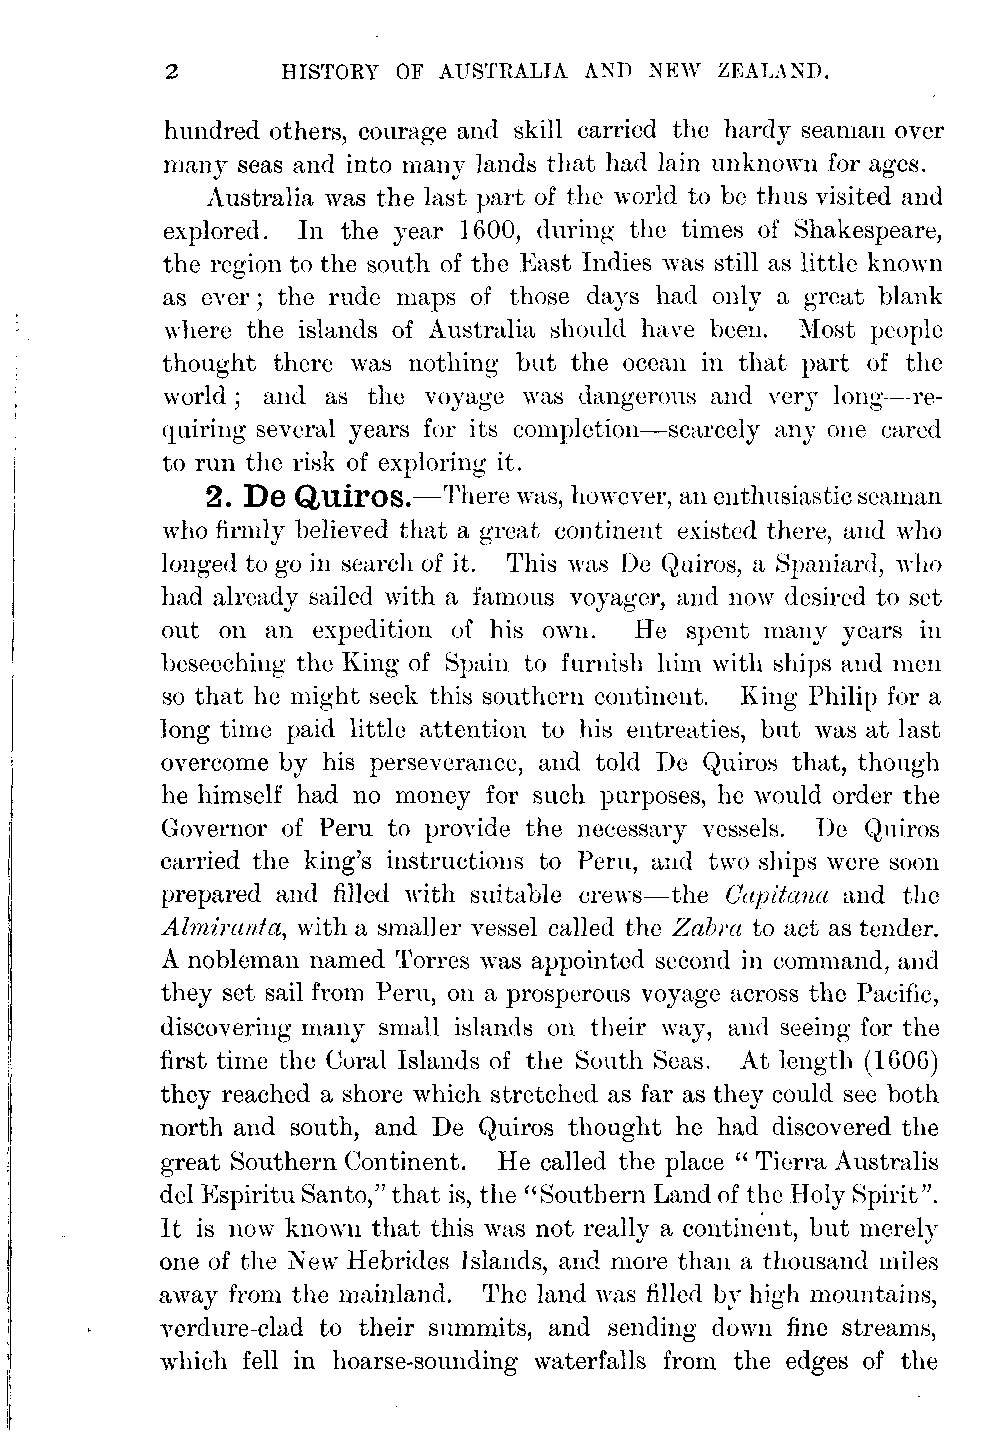 2 HISTORY OF AUSTRALIA AND NEW ZEALAND.
hundred others, courage and skill carried the hardy seaman over
many seas and into many lands that had lain unknown for ages.
Australia was the last part of the world to be thus visited and
explored. In the year 1600, during the times of Shakespeare,
the region to the south of the East Indies was still as little known
as ever; the rude maps of those days had only a great blank
where the islands of Australia should have been. Most people
thought there was nothing but the ocean in that part of the
world; and as the voyage was dangerous and very long—re-
quiring several years for its completion—scarcely any one cared
to run the risk of exploring it.
2. De Quiros.—There was, however, an enthusiastic seaman
who firmly believed that a great continent existed there, and who
longed to go in search of it. This was De Quiros, a Spaniard, who
had already sailed with a famous voyager, and now desired to set
out on an expedition of his own. He spent many years in
beseeching the King of Spain to furnish him with ships and men
so that he might seek this southern continent. King Philip for a
long time paid little attention to his entreaties, but was at last
overcome by his perseverance, and told De Quiros that, though
he himself had no money for such purposes, he would order the
Governor of Peru to provide the necessary vessels. De Quiros
carried the king's instructions to Peru, and two ships were soon
prepared and filled with suitable crews—the Capitana and the
Almiranta, with a smaller vessel called the Zabra to act as tender.
A nobleman named Torres was appointed second in command, and
they set sail from Peru, on a prosperous voyage across the Pacific,
discovering many small islands on their way, and seeing for the
first time the Coral Islands of the South Seas. At length (1606)
they reached a shore which stretched as far as they could see both
north and south, and De Quiros thought he had discovered the
great Southern Continent. He called the place "Tierra Australis
del Espiritu Santo," that is, the "Southern Land of the Holy Spirit".
It is now known that this was not really a continent, but merely
one of the New Hebrides Islands, and more than a thousand miles
away from the mainland. The land was filled by high mountains,
verdure-clad to their summits, and sending down fine streams,
which fell in hoarse-sounding waterfalls from the edges of the